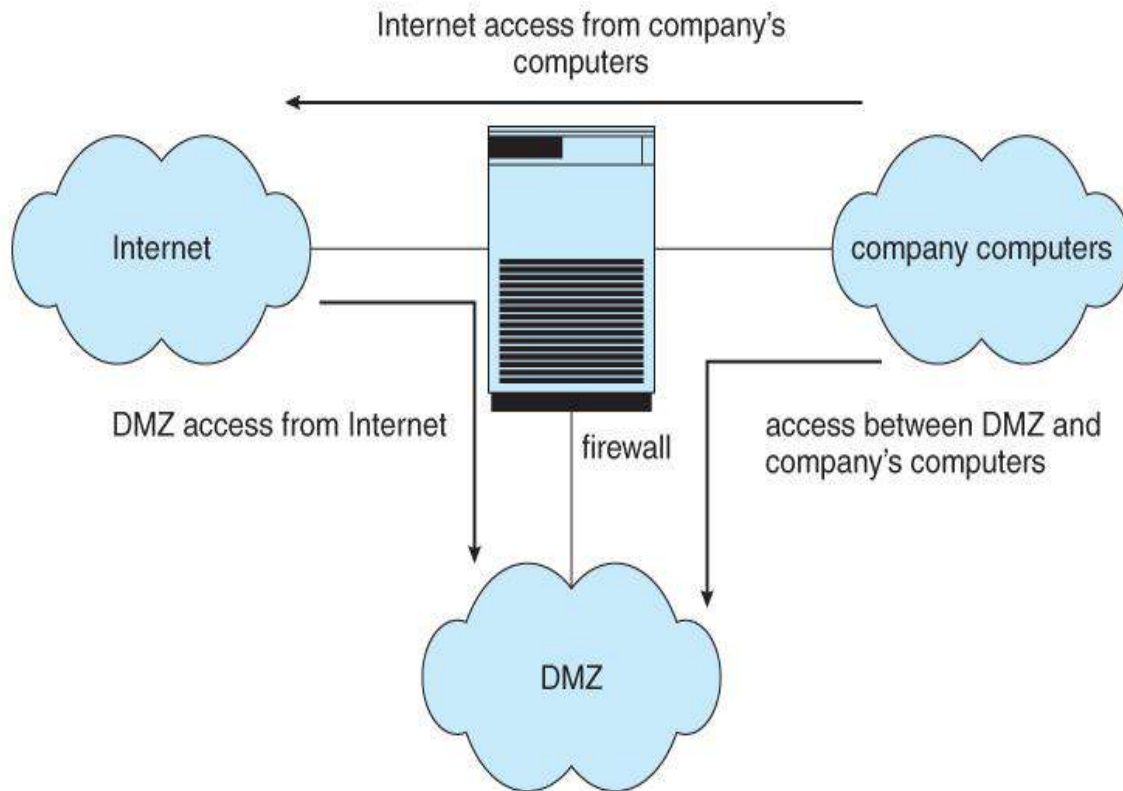 Internet access from company's
computers
Internet
company computers
DMZ access from Internet
firewall
access between DMZ and
company's computers
DMZ